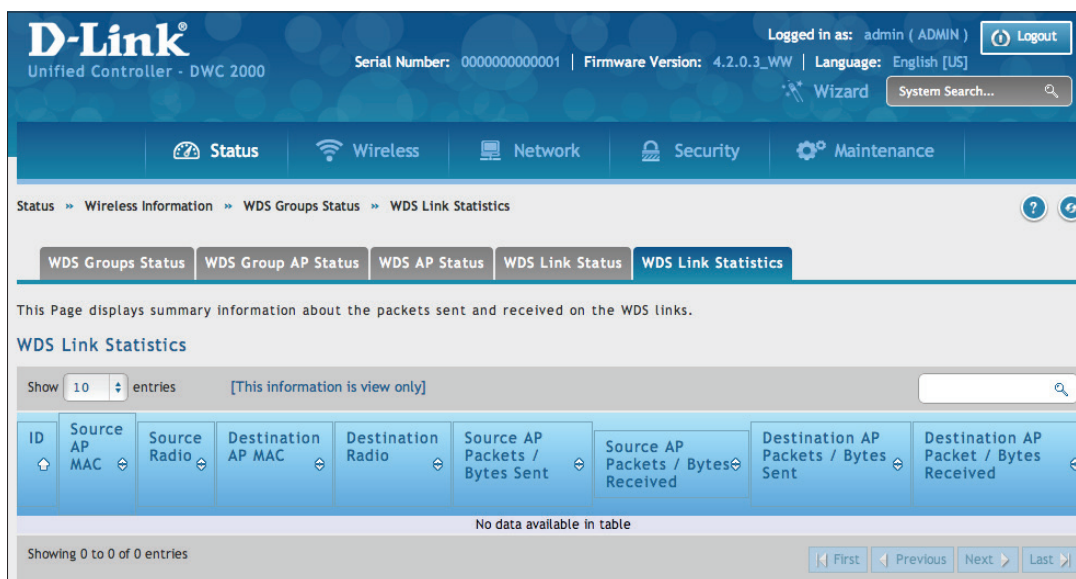 D-Link®
Unified Controller - DWC 2000
Logged in as: admin ( ADMIN ) Logout
Serial Number: 0000000000001 | Firmware Version: 4.2.0.3_WW | Language: English [US]
Wizard System Search...
Status Wireless Network Security Maintenance
Status » Wireless Information » WDS Groups Status » WDS Link Statistics
WDS Groups Status WDS Group AP Status WDS AP Status WDS Link Status WDS Link Statistics
This Page displays summary information about the packets sent and received on the WDS links.
WDS Link Statistics
Show 10 entries [This information is view only]
ID
Source
AP
MAC
Source
Radio
Destination
AP MAC
Destination
Radio
Source AP
Packets /
Bytes Sent
Source AP
Packets / Bytes
Received
Destination AP
Packets / Bytes
Sent
Destination AP
Packet / Bytes
Received
No data available in table
Showing 0 to 0 of 0 entries
First Previous Next Last